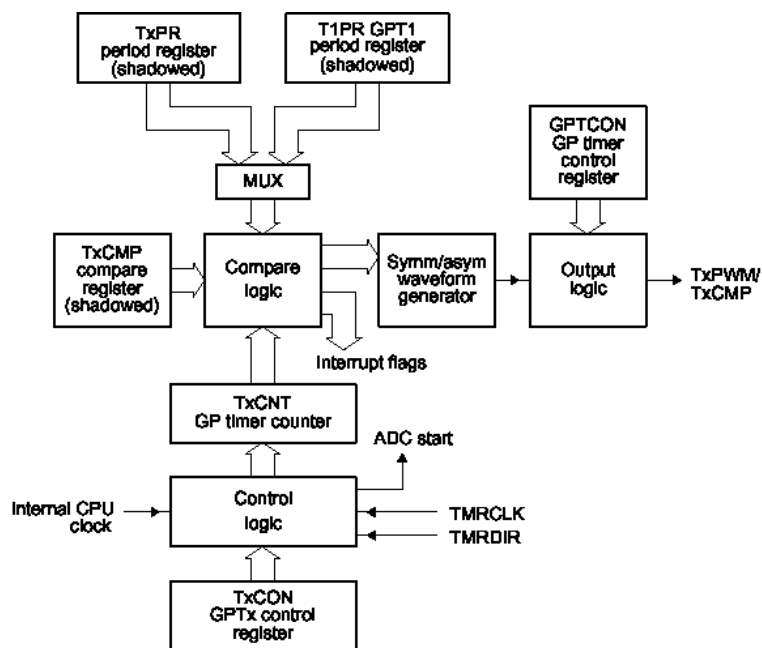 TxPR
period register
(shadowed)
T1PR GPT1
period register
(shadowed)
GPTCON
GP timer
control
register
MUX
TxCMP
compare
register
(shadowed)
Compare
logic
Symm/asym
waveform
generator
Output
logic
TxPWM/
TxCMP
Interrupt flags
TxCNT
GP timer counter
ADC start
Internal CPU
clock
Control
logic
TMRCLK
TMRDIR
TxCON
GPTx control
register